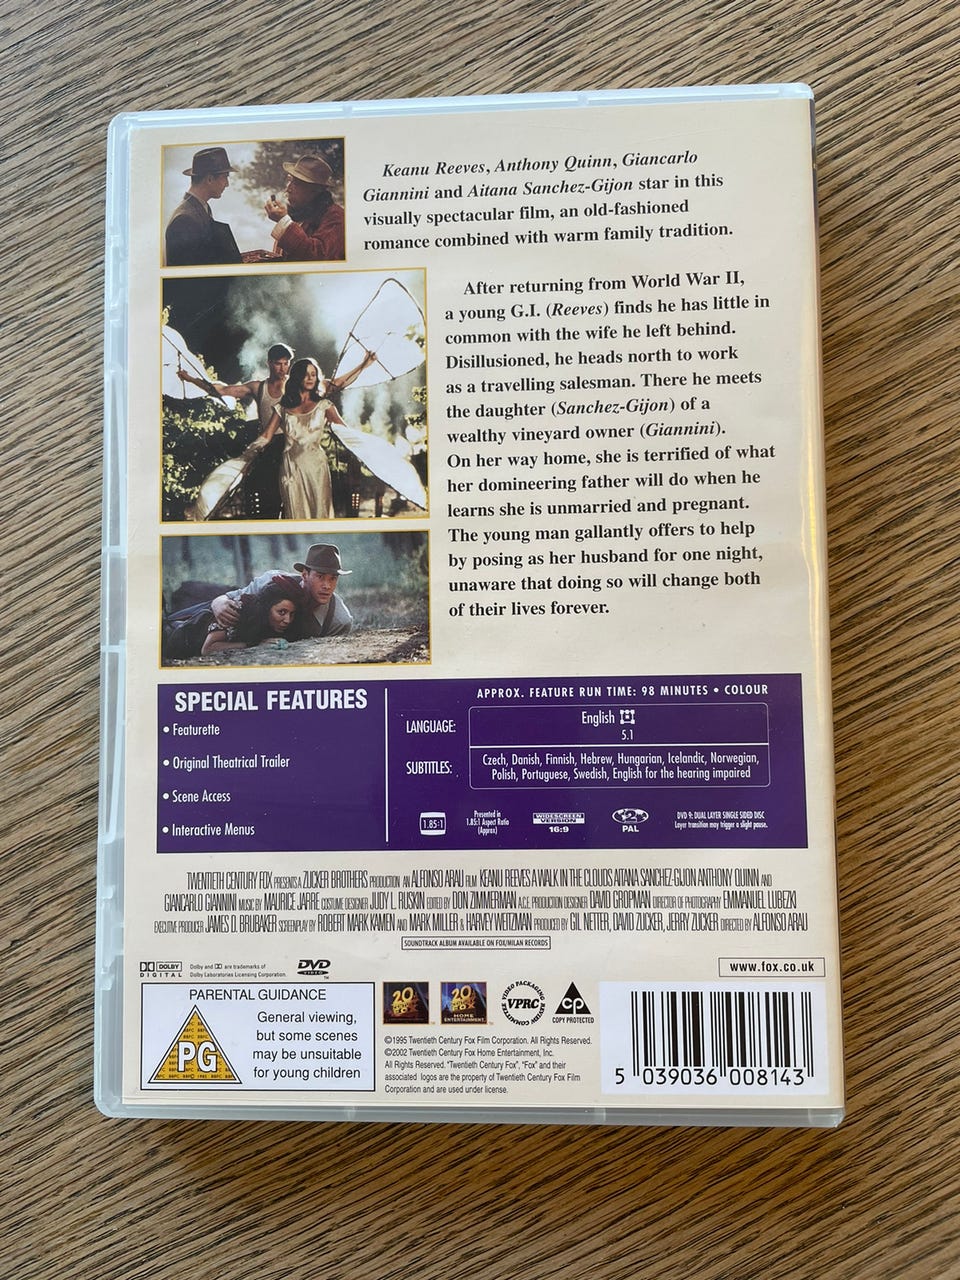 Keanu Reeves, Anthony Quinn, Giancarlo
Giannini and Aitana Sanchez-Gijon star in this
visually spectacular film, an old-fashioned
romance combined with warm family tradition.
After returning from World War II,
a young G.I. (Reeves) finds he has little in
common with the wife he left behind.
Disillusioned, he heads north to work
as a travelling salesman. There he meets
the daughter (Sanchez-Gijon) of a
wealthy vineyard owner (Giannini).
On her way home, she is terrified of what
her domineering father will do when he
learns she is unmarried and pregnant.
The young man gallantly offers to help
by posing as her husband for one night,
unaware that doing so will change both
of their lives forever.
SPECIAL FEATURES
• Featurette
• Original Theatrical Trailer
• Scene Access
• Interactive Menus
APPROX. FEATURE RUN TIME: 98 MINUTES • COLOUR
LANGUAGE:
English
5.1
SUBTITLES:
Czech, Danish, Finnish, Hebrew, Hungarian, Icelandic, Norwegian,
Polish, Portuguese, Swedish, English for the hearing impaired
1.85:1
Presented in
1.85:1 Aspect Ratio
(Approx)
WIDESCREEN
VERSION
16:9
2
PAL
DVD 9: DUAL LAYER SINGLE SIDED DISC
Layer transition may trigger a slight pause.
TWENTIETH CENTURY FOX PRESENTS A ZUCKER BROTHERS PRODUCTION AN ALFONSO ARAU FILM KEANU REEVES A WALK IN THE CLOUDS AITANA SANCHEZ-GIJON ANTHONY QUINN AND
GIANCARLO GIANNINI MUSIC BY MAURICE JARRE COSTUME DESIGNER JUDY L. RUSKIN EDITED BY DON ZIMMERMAN A.C.E. PRODUCTION DESIGNER DAVID GROPMAN DIRECTOR OF PHOTOGRAPHY EMMANUEL LUBEZKI
EXECUTIVE PRODUCER JAMES D. BRUBAKER SCREENPLAY BY ROBERT MARK KAMEN AND MARK MILLER & HARVEY WEITZMAN PRODUCED BY GIL NETTER, DAVID ZUCKER, JERRY ZUCKER DIRECTED BY ALFONSO ARAU
SOUNDTRACK ALBUM AVAILABLE ON FOX/MILAN RECORDS
DOLBY
DIGITAL
Dolby and DD are trademarks of
Dolby Laboratories Licensing Corporation.
DVD
VIDEO
TM
www.fox.co.uk
PARENTAL GUIDANCE
PG
General viewing,
but some scenes
may be unsuitable
for young children
20
CENTURY
FOX
20
CENTURY
FOX
HOME
ENTERTAINMENT
VIDEO PACKAGING REVIEW COMMITTEE
VPRC
CP
COPY PROTECTED
©1995 Twentieth Century Fox Film Corporation. All Rights Reserved.
©2002 Twentieth Century Fox Home Entertainment, Inc.
All Rights Reserved. "Twentieth Century Fox", "Fox" and their
associated logos are the property of Twentieth Century Fox Film
Corporation and are used under license.
5 039036 008143